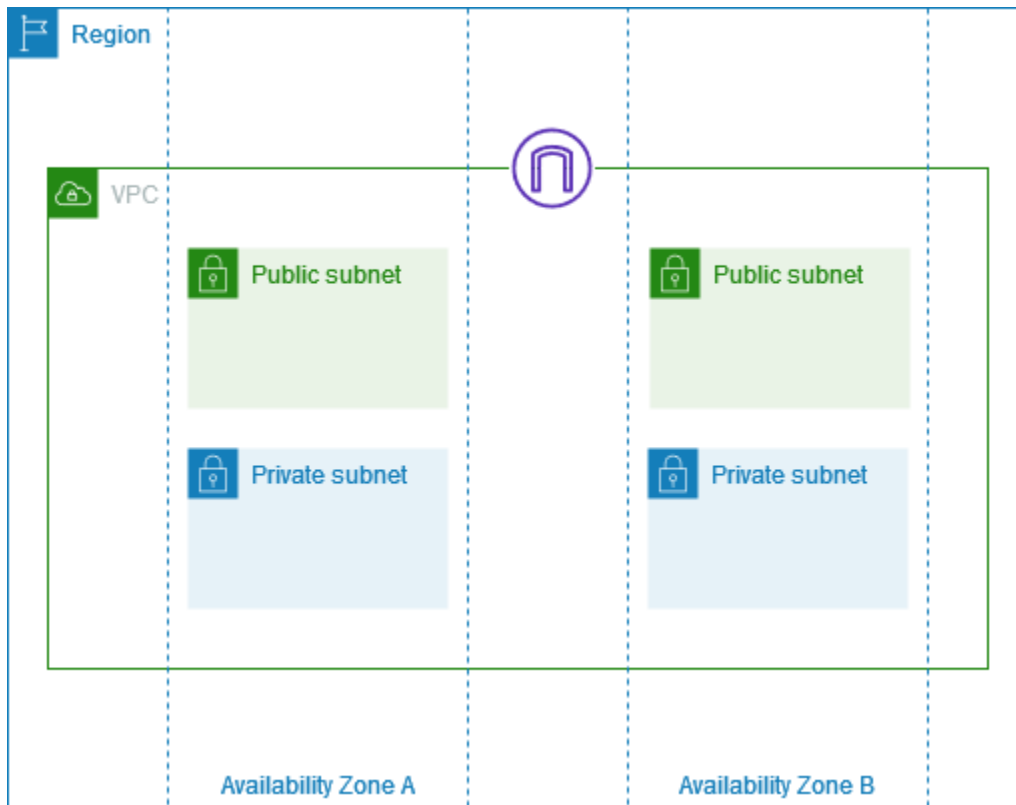 Region
VPC
Public subnet
Public subnet
Private subnet
Private subnet
Availability Zone A
Availability Zone B